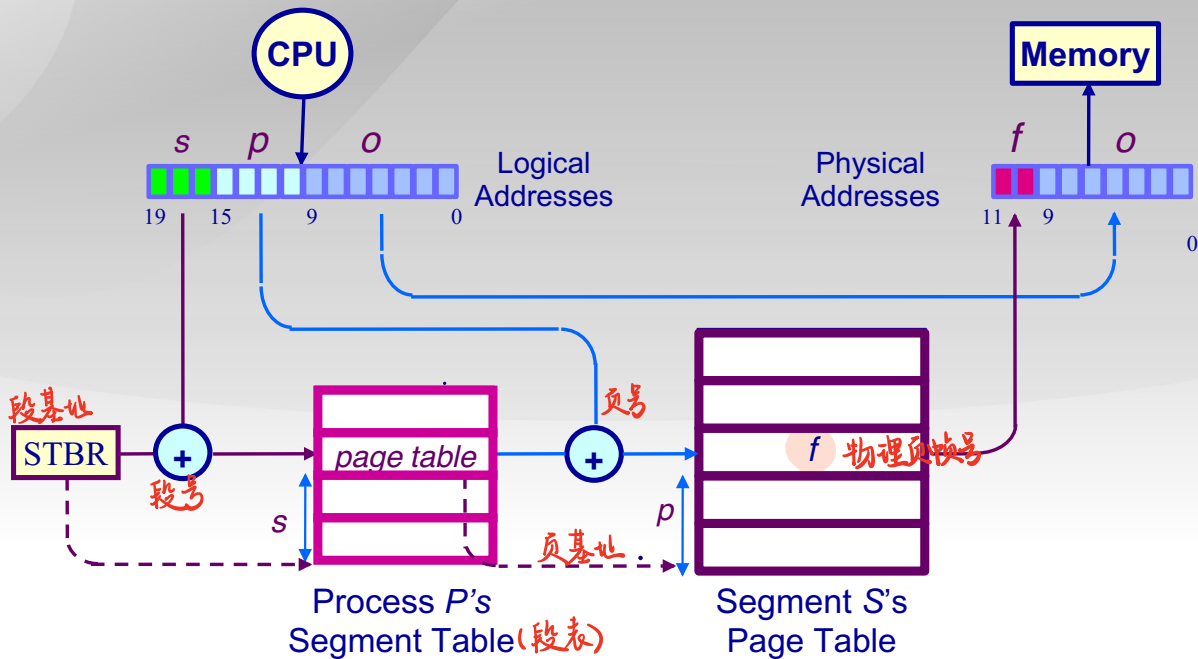 CPU
Memory
s p o
f o
Logical
Addresses
Physical
Addresses
19 15 9 0
11 9
0
段基址
STBR
+
段号
page table
页号
+
f 物理页帧号
s
p
页基址
Process P's
Segment Table(段表)
Segment S's
Page Table